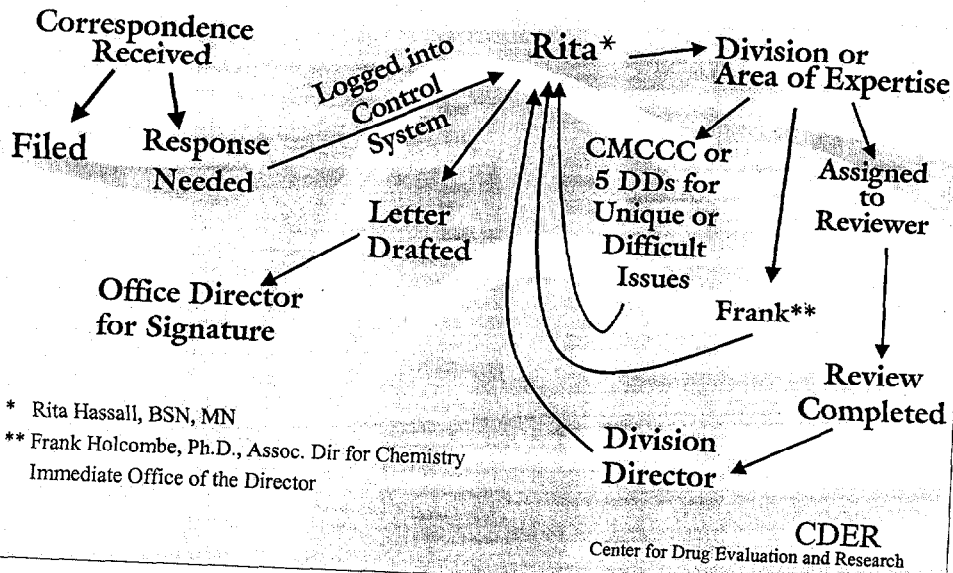 Correspondence
Received
Filed
Response
Needed
Logged into
Control
System
Rita*
Division or
Area of Expertise
CMCCC or
5 DDs for
Unique or
Difficult
Issues
Assigned
to
Reviewer
Letter
Drafted
Office Director
for Signature
Frank**
Review
Completed
Division
Director
* Rita Hassall, BSN, MN
** Frank Holcombe, Ph.D., Assoc. Dir for Chemistry
Immediate Office of the Director
CDER
Center for Drug Evaluation and Research